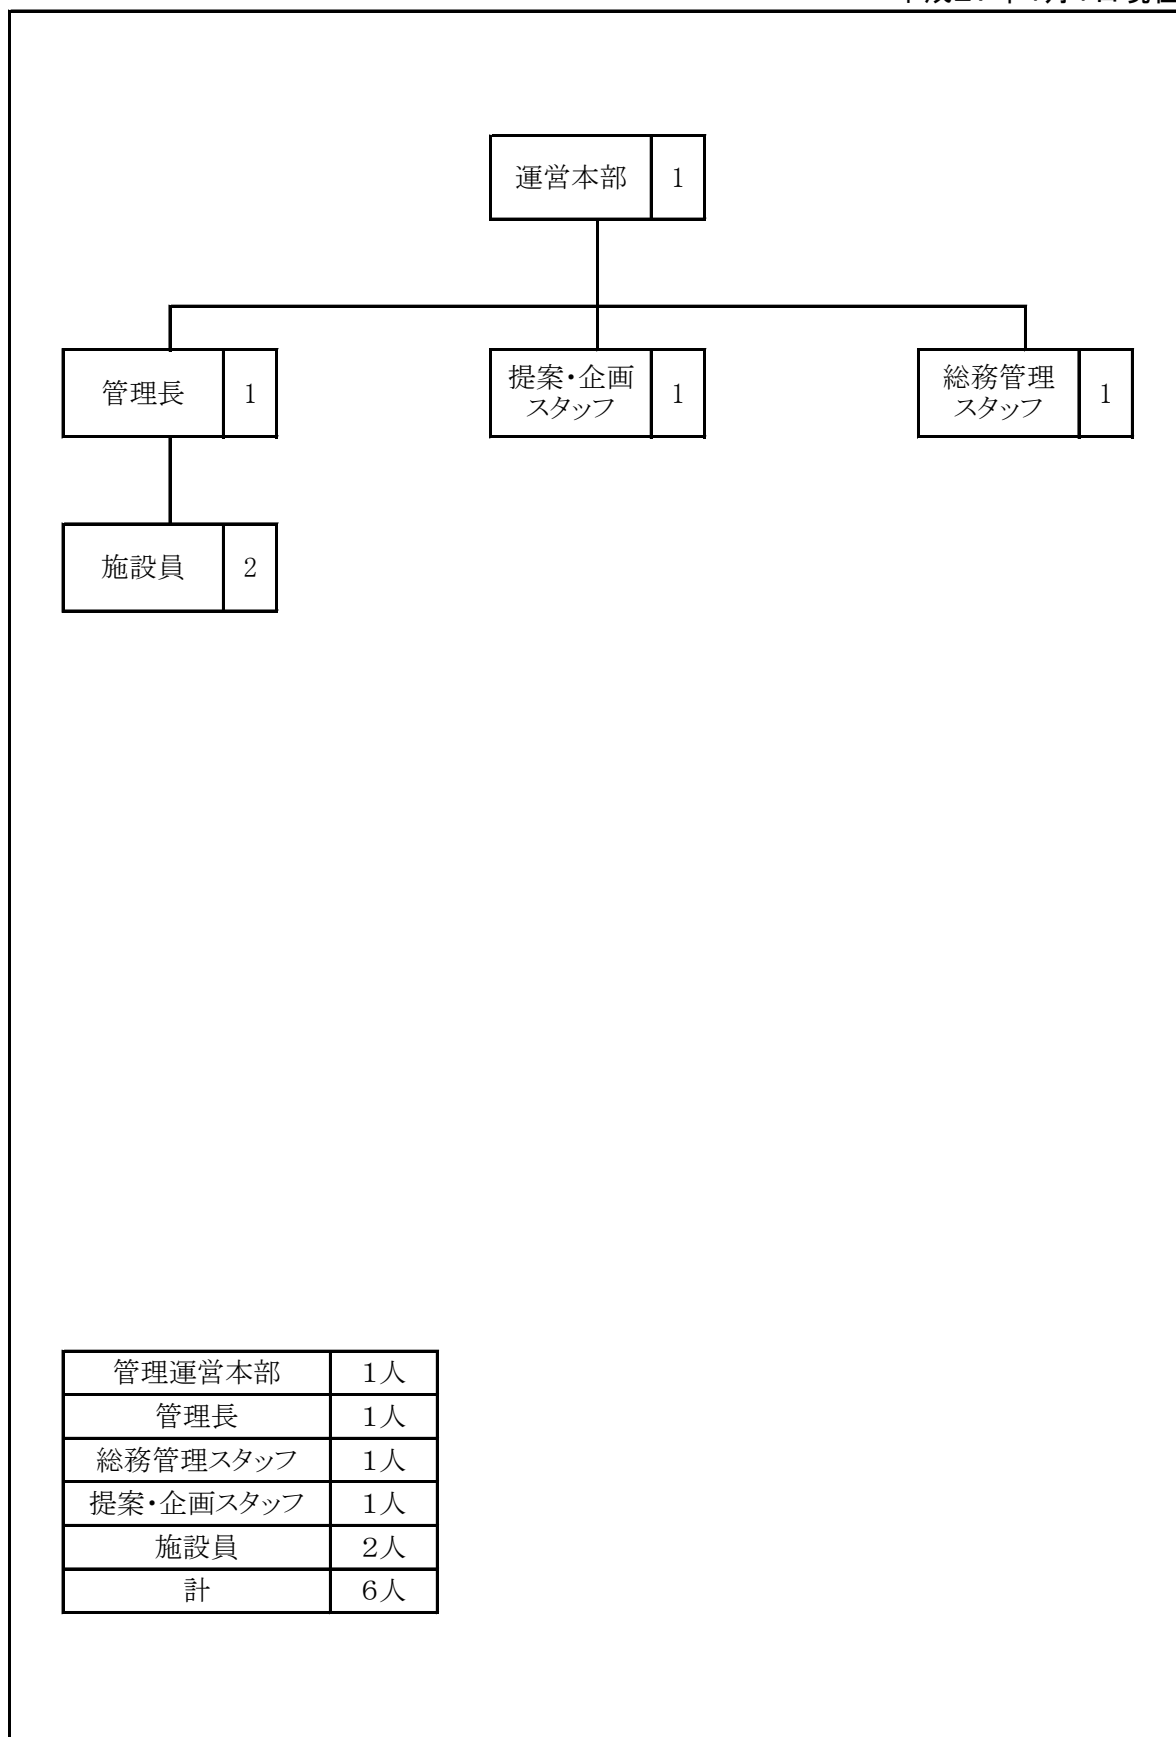 運営本部 1
管理長 1
提案・企画
スタッフ 1
総務管理
スタッフ 1
施設員 2
管理運営本部 1人
管理長 1人
総務管理スタッフ 1人
提案・企画スタッフ 1人
施設員 2人
計 6人